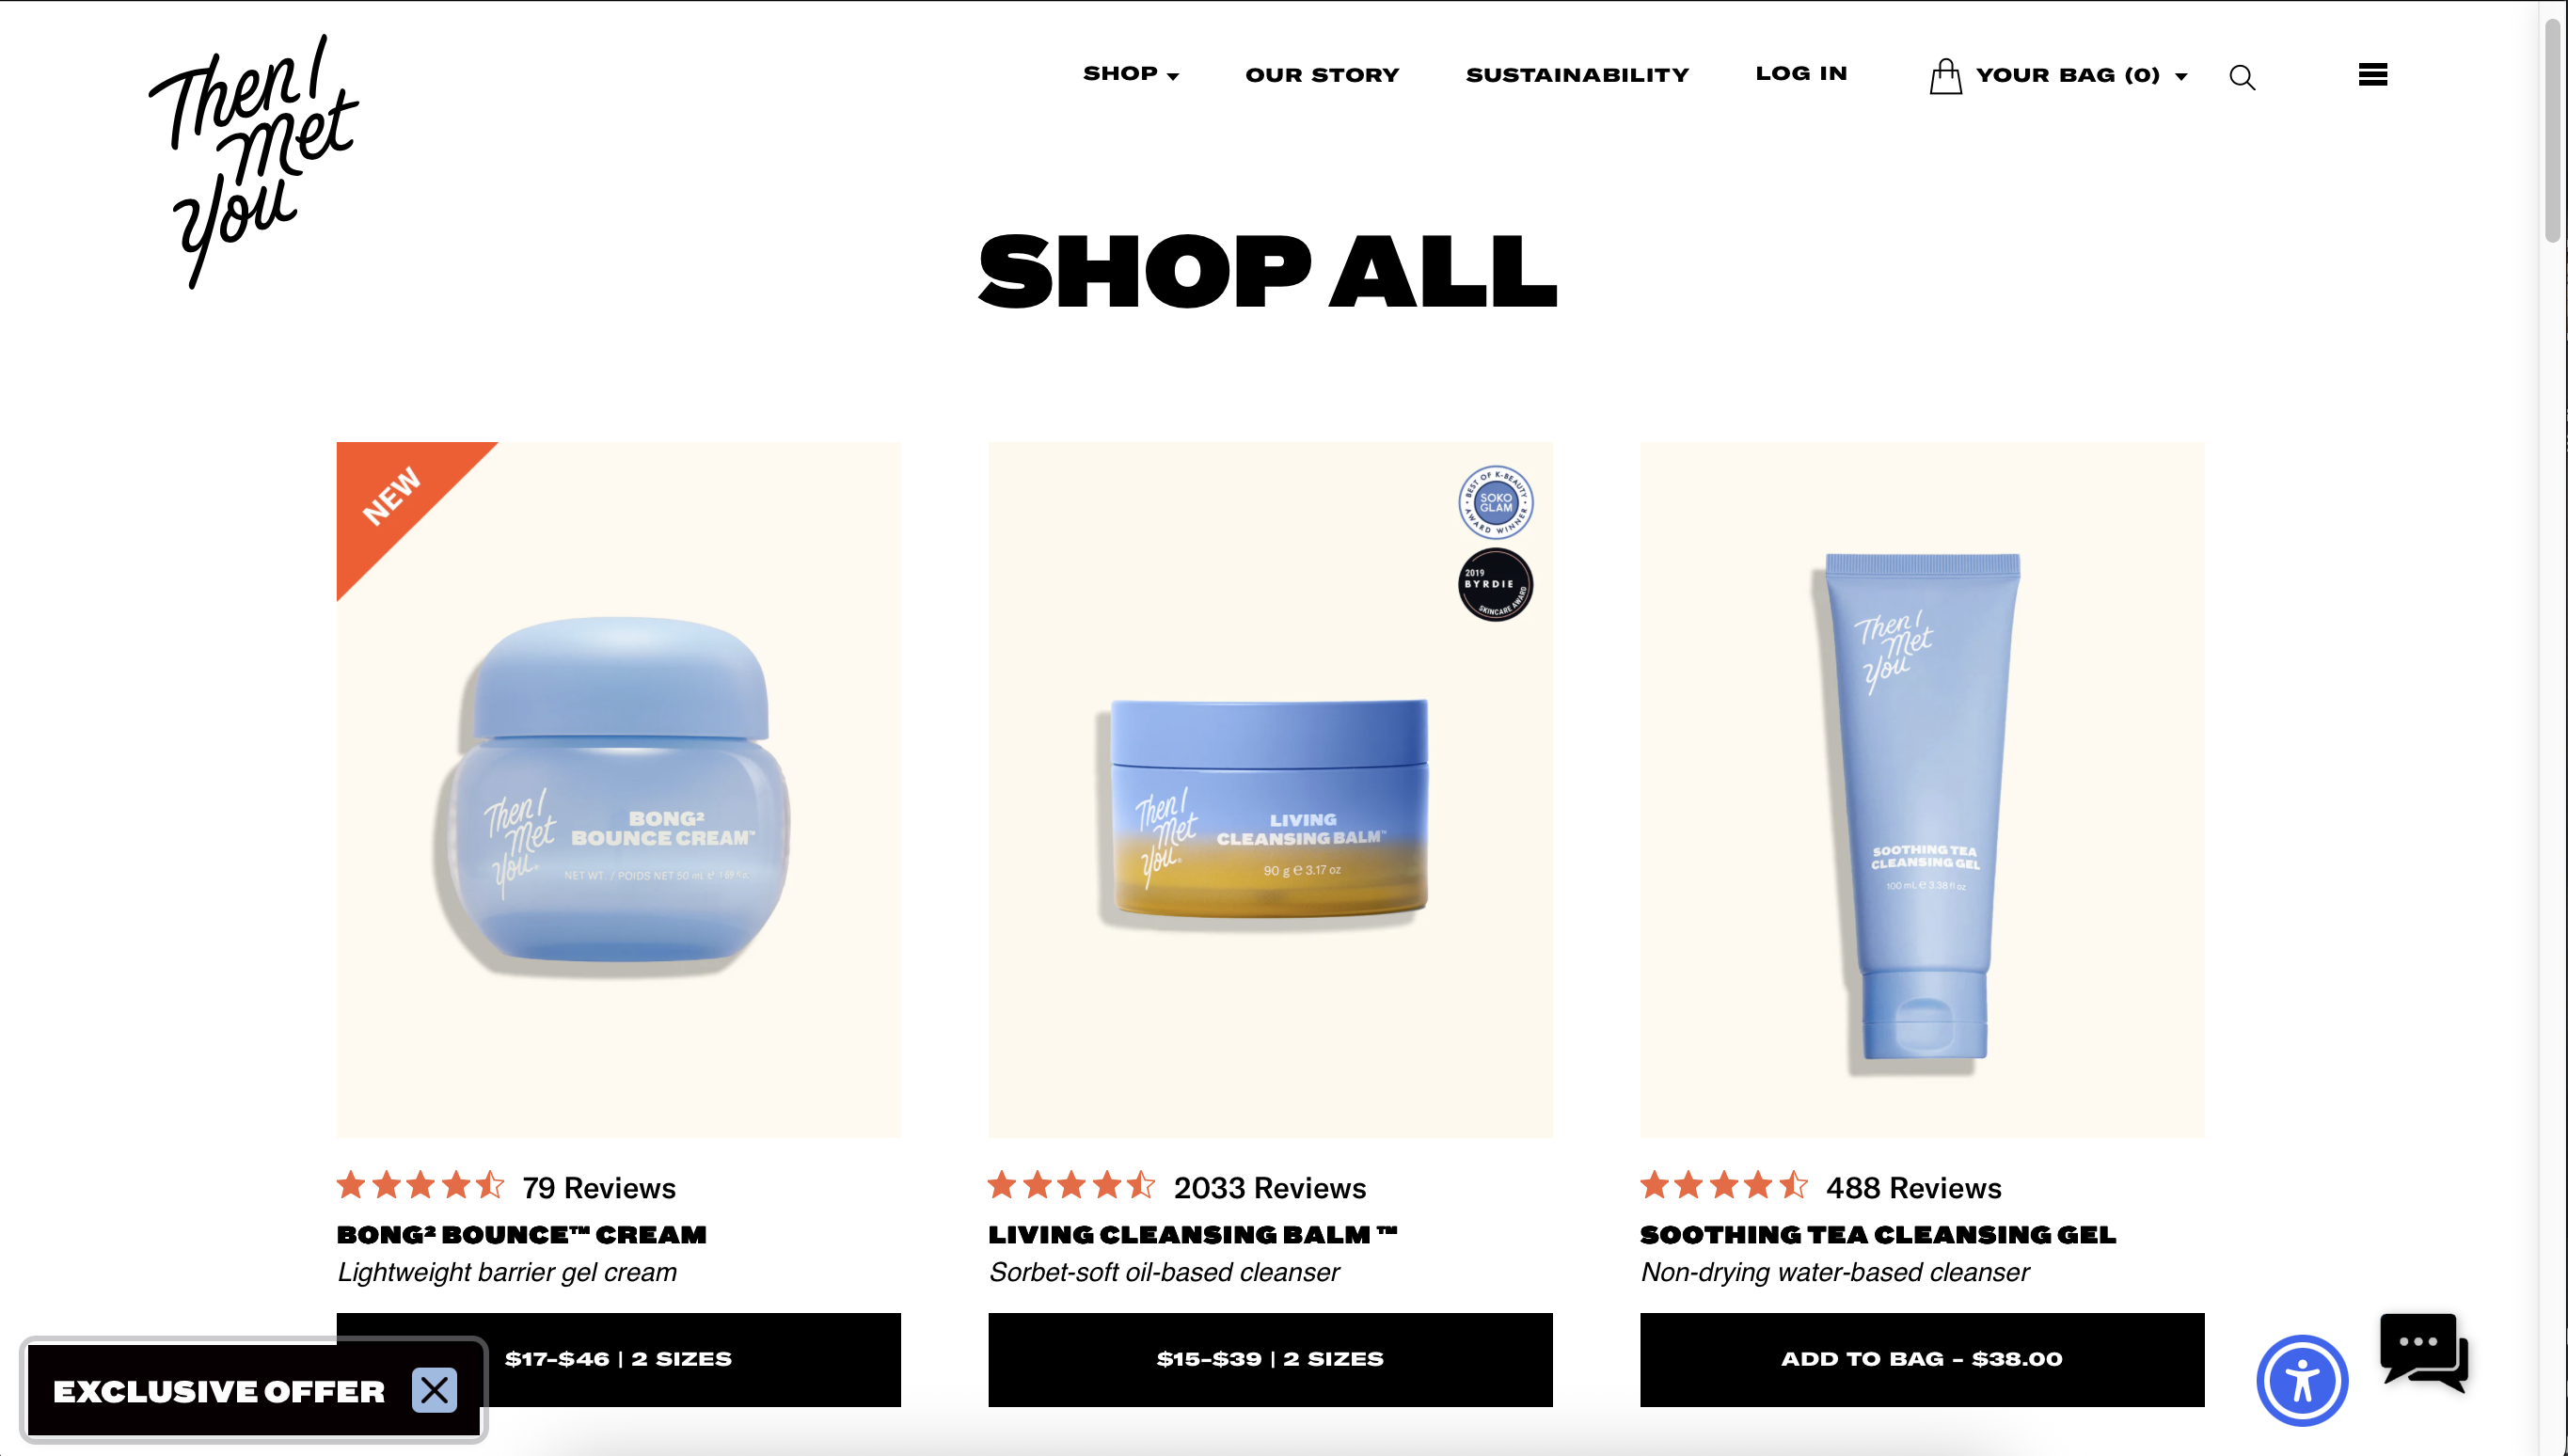 Then I
Met
You
SHOP
OUR STORY
SUSTAINABILITY
LOG IN
YOUR BAG (0)
SHOP ALL
NEW
Then I
Met
You.
BONG²
BOUNCE CREAM™
NET WT. / POIDS NET 50 mL ℮ 1.69 fl oz
BEST OF K-BEAUTY
SOKO
GLAM
AWARD WINNER
2019
BYRDIE
SKINCARE AWARD
Then I
Met
You.
LIVING
CLEANSING BALM™
90 g ℮ 3.17 oz
Then I
Met
You
SOOTHING TEA
CLEANSING GEL
100 mL ℮ 3.38 fl oz
79 Reviews
BONG² BOUNCE™ CREAM
Lightweight barrier gel cream
$17-$46 | 2 SIZES
2033 Reviews
LIVING CLEANSING BALM ™
Sorbet-soft oil-based cleanser
$15-$39 | 2 SIZES
488 Reviews
SOOTHING TEA CLEANSING GEL
Non-drying water-based cleanser
ADD TO BAG - $38.00
EXCLUSIVE OFFER